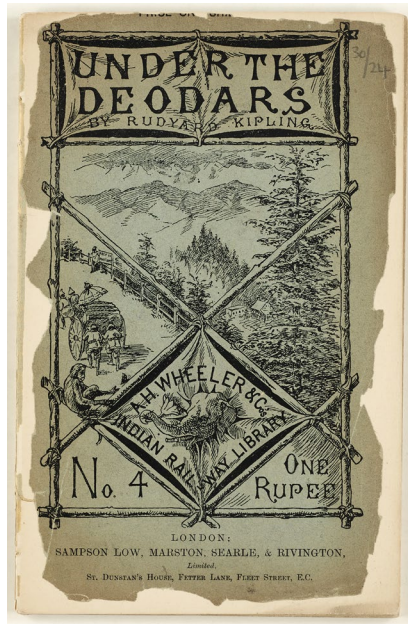 UNDER THE
DEODARS
BY RUDYARD KIPLING
30/24
A.H. WHEELER & Co's
INDIAN RAILWAY LIBRARY
No. 4
ONE
RUPEE
LONDON:
SAMPSON LOW, MARSTON, SEARLE, & RIVINGTON,
Limited,
ST. DUNSTAN'S HOUSE, FETTER LANE, FLEET STREET, E.C.